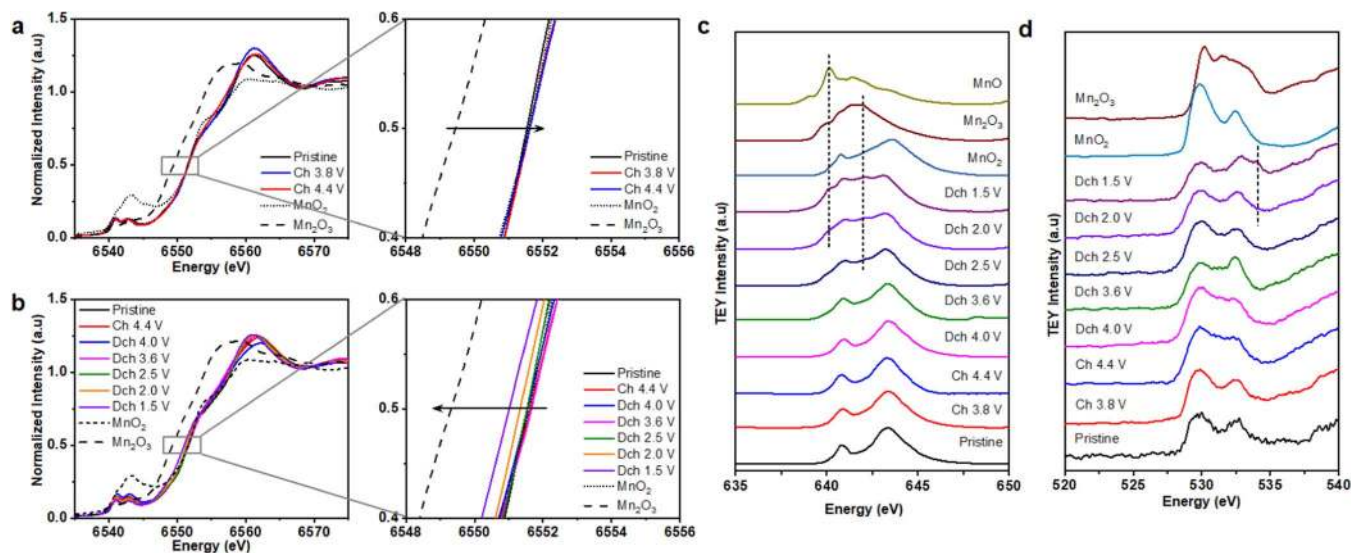 a
Normalized Intensity (a.u)
1.5
1.0
0.5
0.0
Pristine
Ch 3.8 V
Ch 4.4 V
MnO₂
Mn₂O₃
6540 6550 6560 6570
Energy (eV)
0.6
0.5
0.4
Pristine
Ch 3.8 V
Ch 4.4 V
MnO₂
Mn₂O₃
6548 6550 6552 6554 6556
b
Normalized Intensity (a.u)
1.5
1.0
0.5
0.0
Pristine
Ch 4.4 V
Dch 4.0 V
Dch 3.6 V
Dch 2.5 V
Dch 2.0 V
Dch 1.5 V
MnO₂
Mn₂O₃
6540 6550 6560 6570
Energy (eV)
0.6
0.5
0.4
Pristine
Ch 4.4 V
Dch 4.0 V
Dch 3.6 V
Dch 2.5 V
Dch 2.0 V
Dch 1.5 V
MnO₂
Mn₂O₃
6548 6550 6552 6554 6556
c
TEY Intensity (a.u)
MnO
Mn₂O₃
MnO₂
Dch 1.5 V
Dch 2.0 V
Dch 2.5 V
Dch 3.6 V
Dch 4.0 V
Ch 4.4 V
Ch 3.8 V
Pristine
635 640 645 650
Energy (eV)
d
TEY Intensity (a.u)
Mn₂O₃
MnO₂
Dch 1.5 V
Dch 2.0 V
Dch 2.5 V
Dch 3.6 V
Dch 4.0 V
Ch 4.4 V
Ch 3.8 V
Pristine
520 525 530 535 540
Energy (eV)